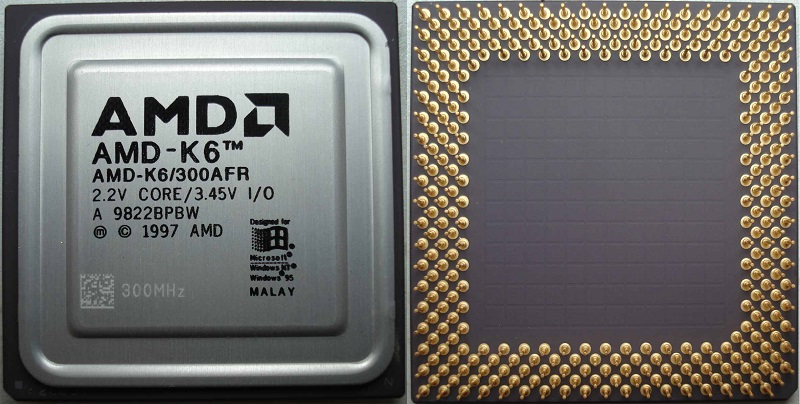 AMD
AMD-K6™
AMD-K6/300AFR
2.2V CORE/3.45V I/O
A 9822BPBW
ⓜ © 1997 AMD
Designed for
Microsoft®
Windows NT®
Windows® 95
MALAY
300MHz